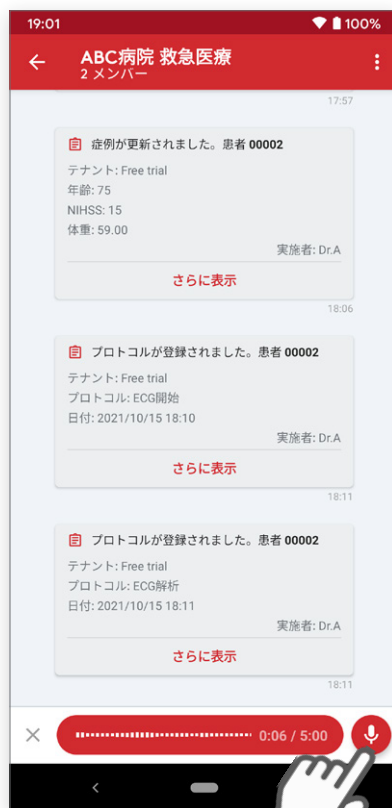 19:01
100%
ABC病院 救急医療
2 メンバー
17:57
症例が更新されました。患者 00002
テナント: Free trial
年齢: 75
NIHSS: 15
体重: 59.00
実施者: Dr.A
さらに表示
18:06
プロトコルが登録されました。患者 00002
テナント: Free trial
プロトコル: ECG開始
日付: 2021/10/15 18:10
実施者: Dr.A
さらに表示
18:11
プロトコルが登録されました。患者 00002
テナント: Free trial
プロトコル: ECG解析
日付: 2021/10/15 18:11
実施者: Dr.A
さらに表示
18:11
0:06 / 5:00